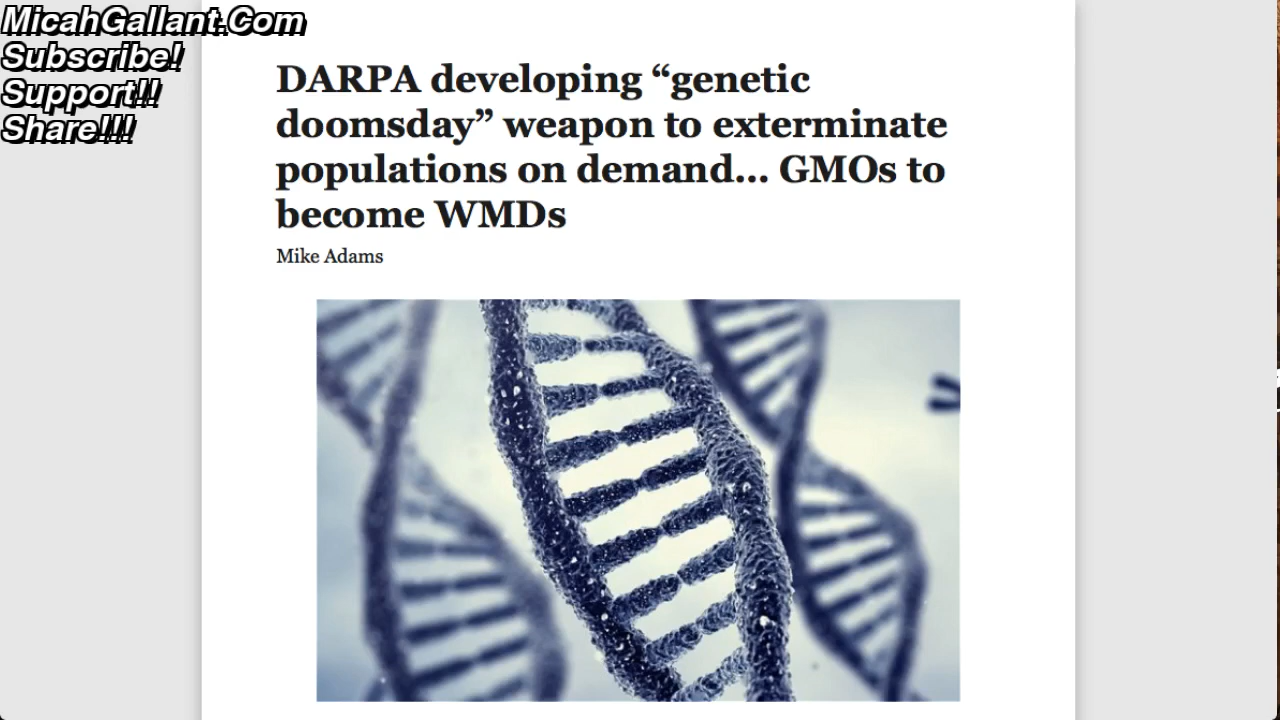 MicahGallant.Com
Subscribe!
Support!!
Share!!!
DARPA developing “genetic
doomsday” weapon to exterminate
populations on demand... GMOs to
become WMDs
Mike Adams